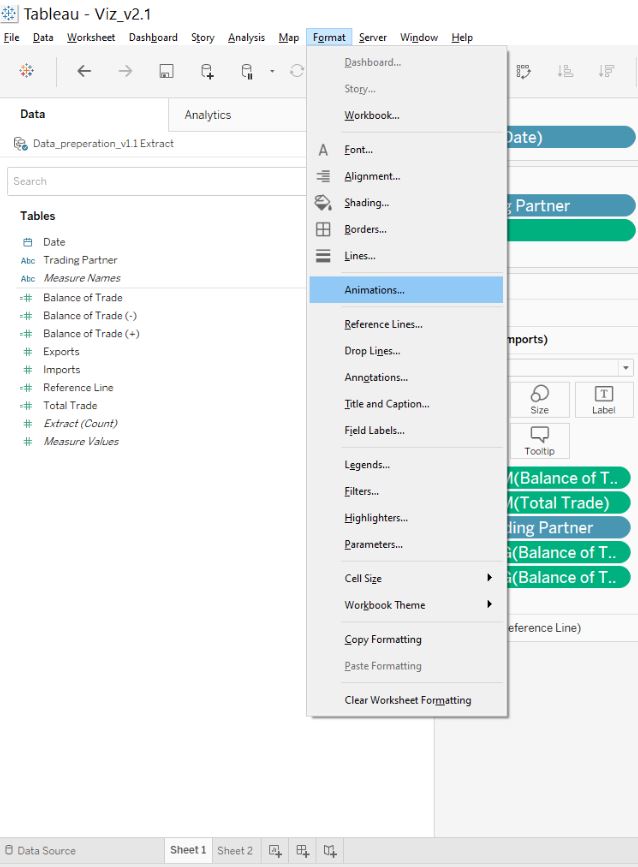 Tableau - Viz_v2.1
File Data Worksheet Dashboard Story Analysis Map Format Server Window Help
Data
Analytics
Data_preperation_v1.1 Extract
Search
Tables
Date
Abc Trading Partner
Abc Measure Names
Balance of Trade
Balance of Trade (-)
Balance of Trade (+)
Exports
Imports
Reference Line
Total Trade
Extract (Count)
Measure Values
Dashboard...
Story...
Workbook...
A Font...
Alignment...
Shading...
Borders...
Lines...
Animations...
Reference Lines...
Drop Lines...
Annotations...
Title and Caption...
Field Labels...
Legends...
Filters...
Highlighters...
Parameters...
Cell Size
Workbook Theme
Copy Formatting
Paste Formatting
Clear Worksheet Formatting
Date)
g Partner
mports)
Size
T
Label
Tooltip
M(Balance of T..
M(Total Trade)
ding Partner
G(Balance of T..
G(Balance of T..
eference Line)
Data Source Sheet 1 Sheet 2